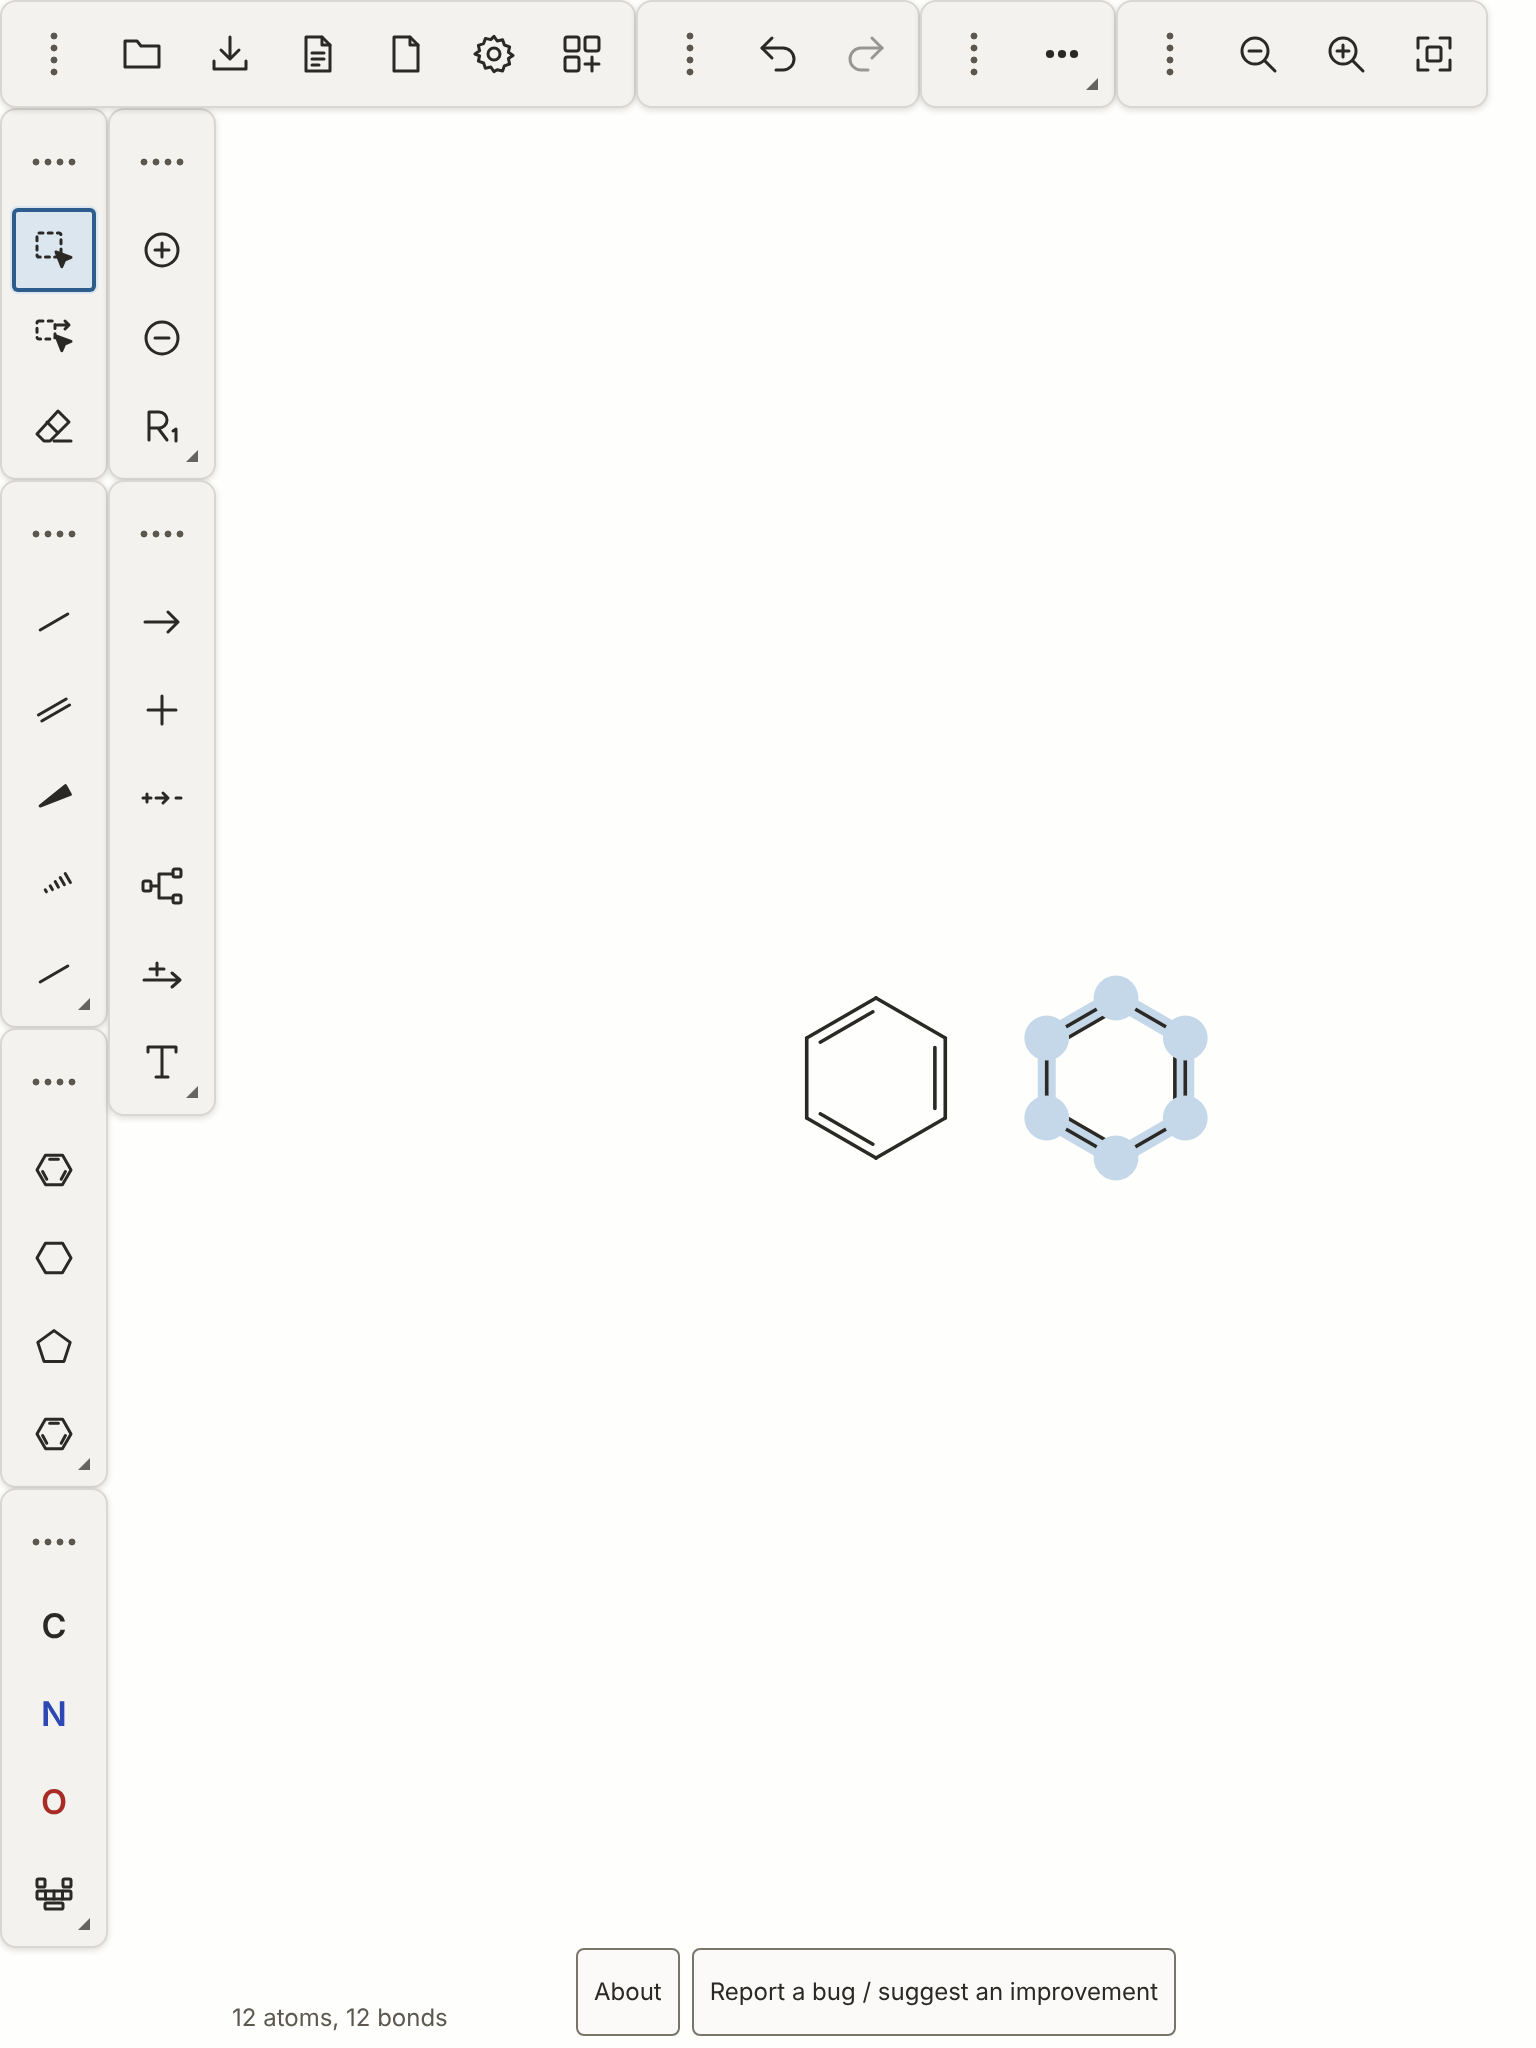 R1
T
C
N
O
12 atoms, 12 bonds
About
Report a bug / suggest an improvement